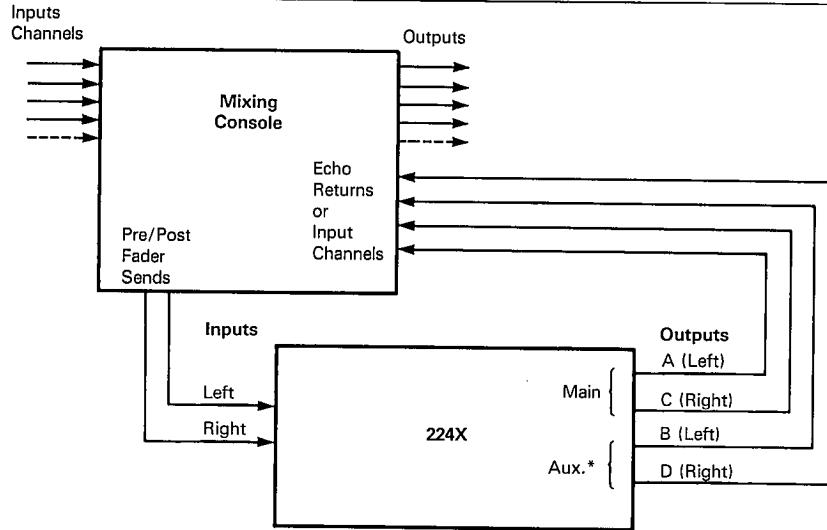 Inputs
Channels
Outputs
Mixing
Console
Echo
Returns
or
Input
Channels
Pre/Post
Fader
Sends
Inputs
Outputs
A (Left)
Main
C (Right)
Left
Right
224X
B (Left)
Aux.*
D (Right)